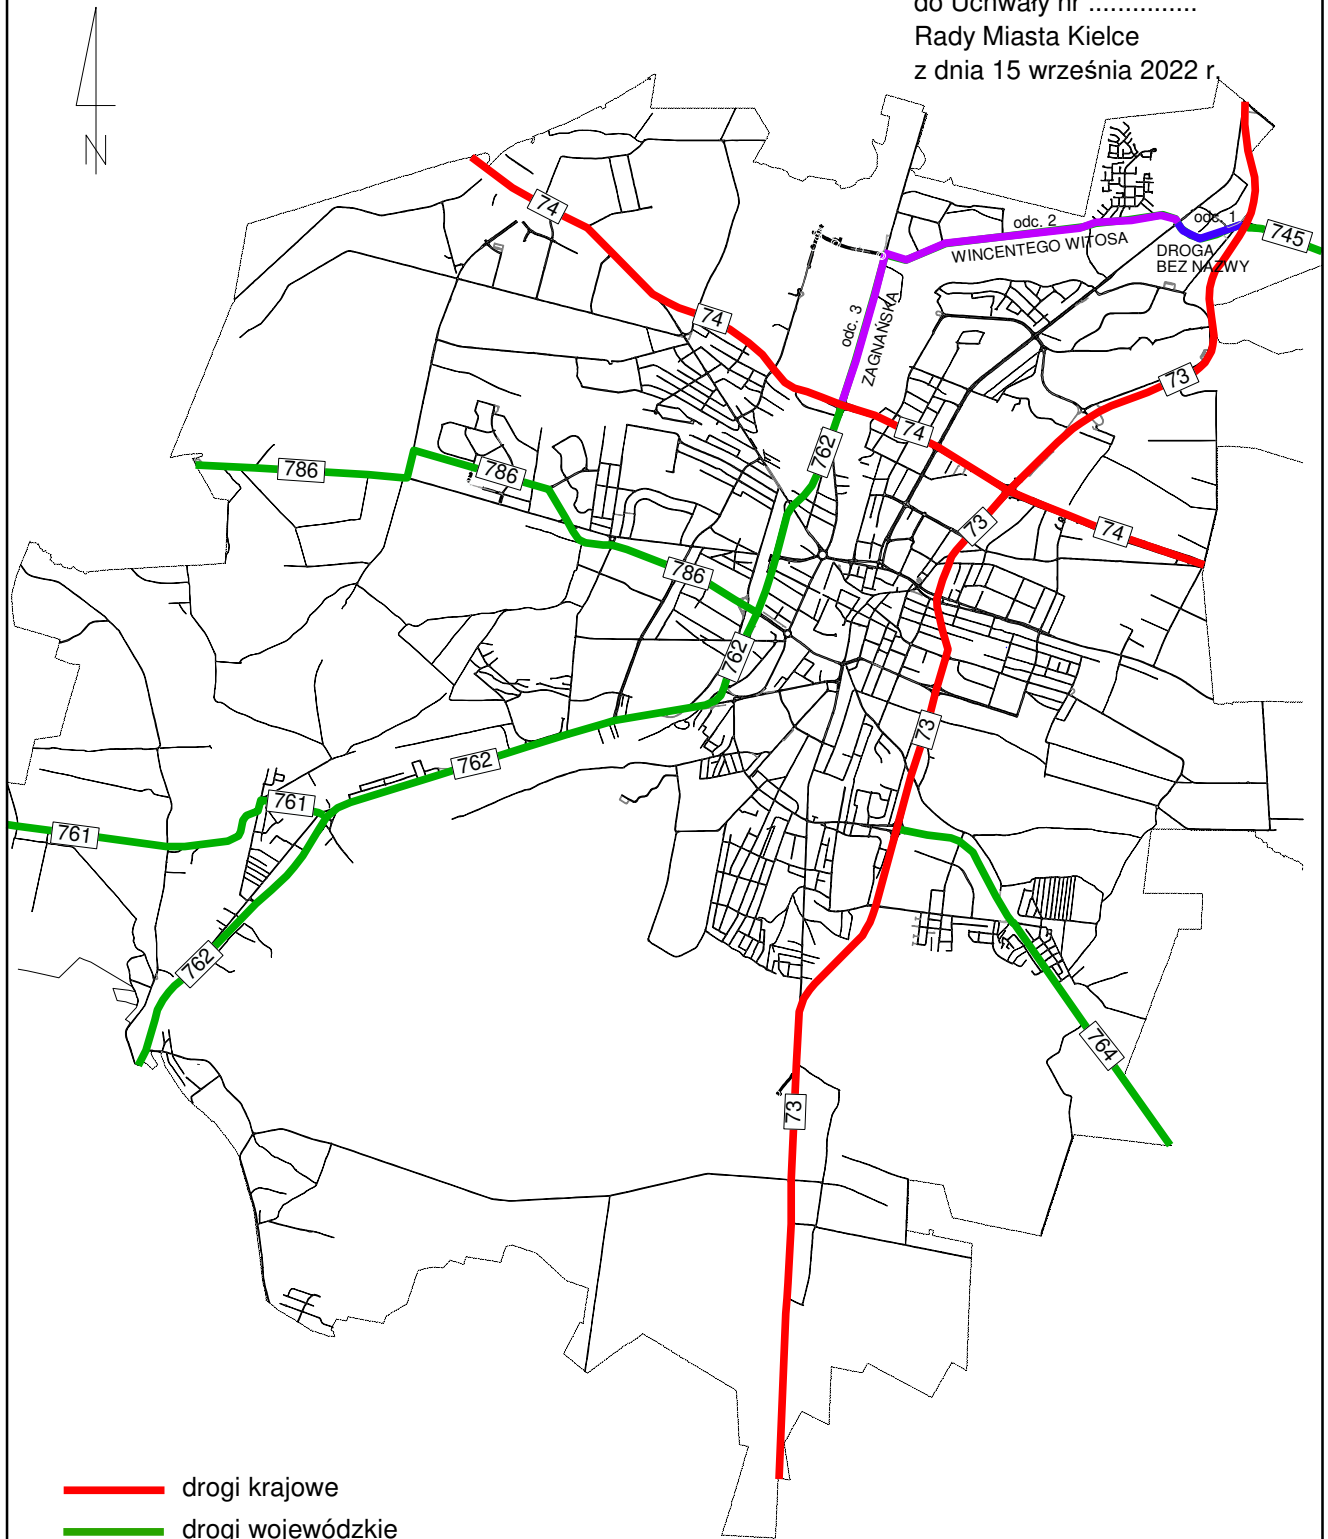 do Uchwały nr ...............
Rady Miasta Kielce
z dnia 15 września 2022 r.
N
74
odc. 2
odc. 1
745
WINCENTEGO WITOSA
DROGA
BEZ NAZWY
74
odc. 3
ZAGNAŃSKA
73
74
762
786
786
73
74
786
762
73
762
761
761
762
764
73
drogi krajowe
drogi wojewódzkie